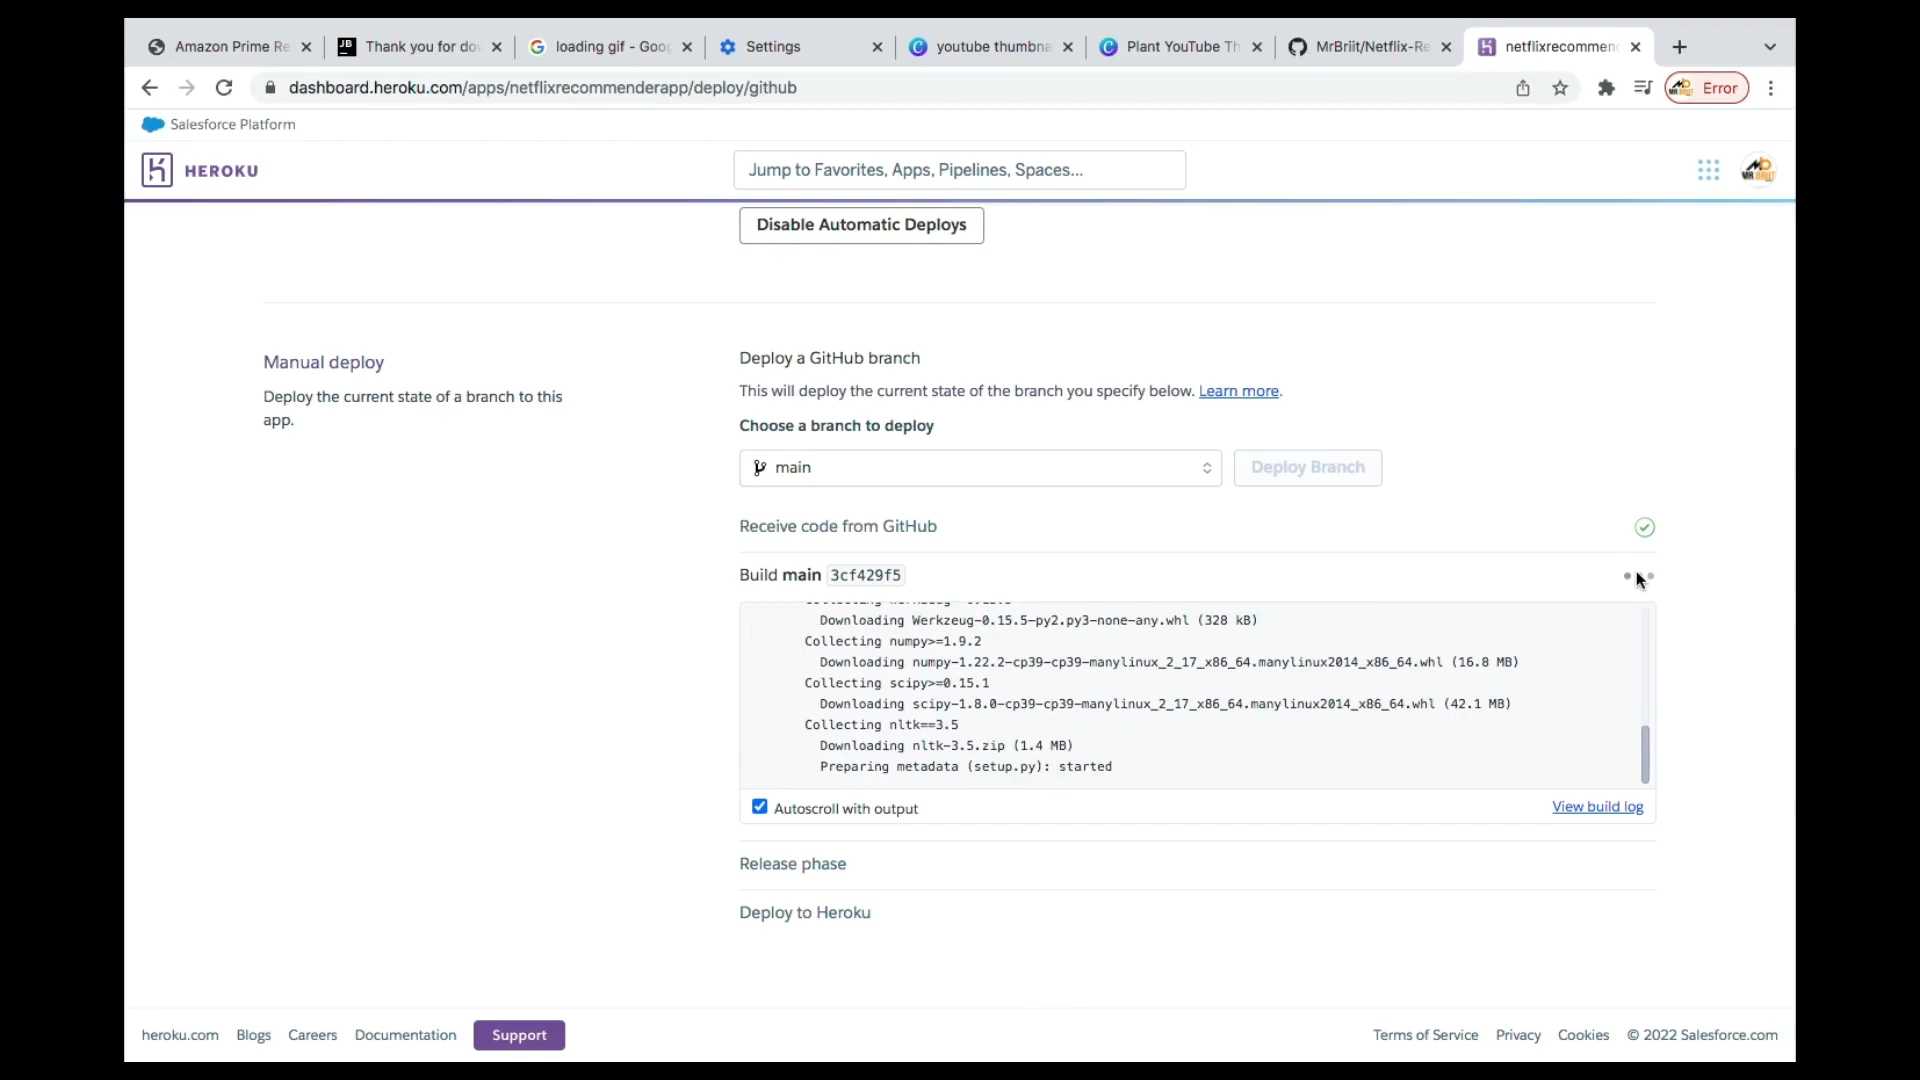 Amazon Prime Re
Thank you for do
loading gif - Goo
Settings
youtube thumbna
Plant YouTube Th
MrBriit/Netflix-Re
netflixrecommen
dashboard.heroku.com/apps/netflixrecommenderapp/deploy/github
Error
Salesforce Platform
HEROKU
Jump to Favorites, Apps, Pipelines, Spaces...
Disable Automatic Deploys
Manual deploy
Deploy the current state of a branch to this
app.
Deploy a GitHub branch
This will deploy the current state of the branch you specify below. Learn more.
Choose a branch to deploy
main
Deploy Branch
Receive code from GitHub
Build main 3cf429f5
Downloading Werkzeug-0.15.5-py2.py3-none-any.whl (328 kB)
Collecting numpy>=1.9.2
Downloading numpy-1.22.2-cp39-cp39-manylinux_2_17_x86_64.manylinux2014_x86_64.whl (16.8 MB)
Collecting scipy>=0.15.1
Downloading scipy-1.8.0-cp39-cp39-manylinux_2_17_x86_64.manylinux2014_x86_64.whl (42.1 MB)
Collecting nltk==3.5
Downloading nltk-3.5.zip (1.4 MB)
Preparing metadata (setup.py): started
Autoscroll with output
View build log
Release phase
Deploy to Heroku
heroku.com Blogs Careers Documentation Support
Terms of Service Privacy Cookies © 2022 Salesforce.com